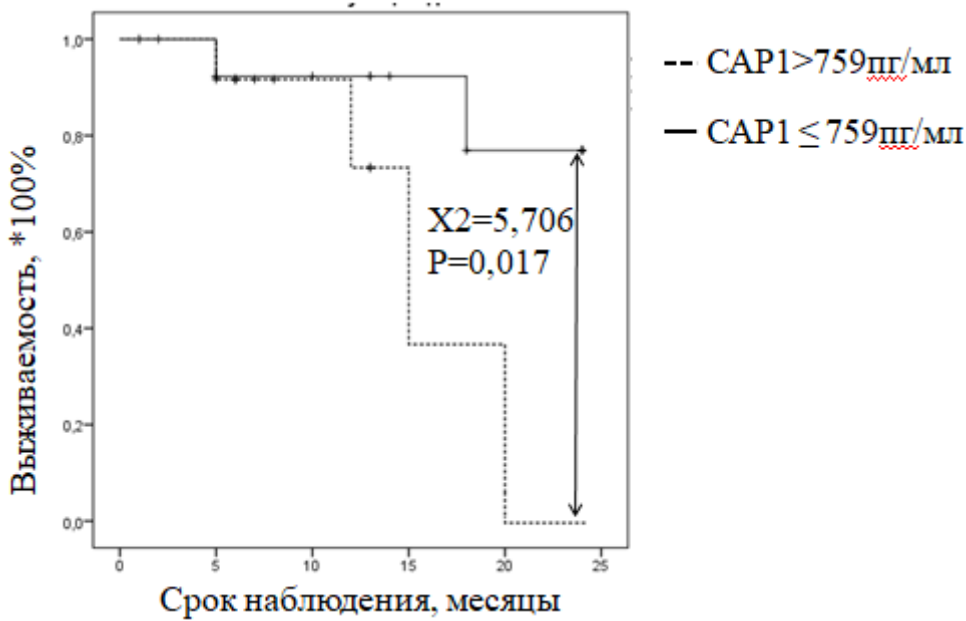 1,0
0,8
0,6
0,4
0,2
0,0
Выживаемость, *100%
0 5 10 15 20 25
Срок наблюдения, месяцы
X2=5,706
P=0,017
CAP1>759пг/мл
CAP1 ≤ 759пг/мл